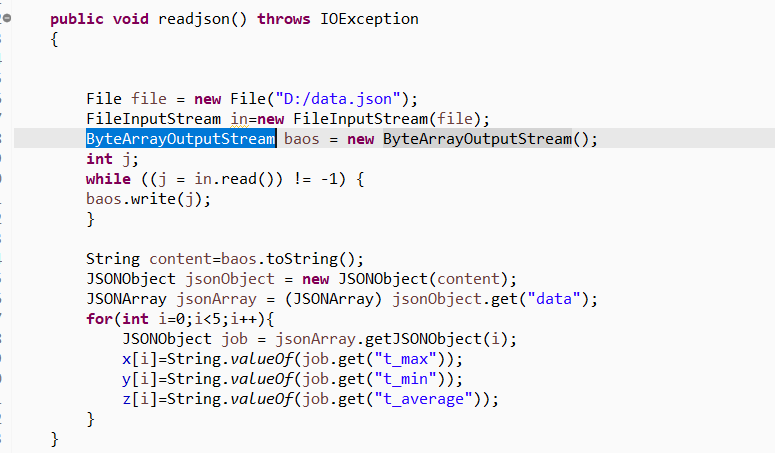 public void readjson() throws IOException
{
File file = new File("D:/data.json");
FileInputStream in=new FileInputStream(file);
ByteArrayOutputStream baos = new ByteArrayOutputStream();
int j;
while ((j = in.read()) != -1) {
baos.write(j);
}
String content=baos.toString();
JSONObject jsonObject = new JSONObject(content);
JSONArray jsonArray = (JSONArray) jsonObject.get("data");
for(int i=0;i<5;i++){
JSONObject job = jsonArray.getJSONObject(i);
x[i]=String.valueOf(job.get("t_max"));
y[i]=String.valueOf(job.get("t_min"));
z[i]=String.valueOf(job.get("t_average"));
}
}